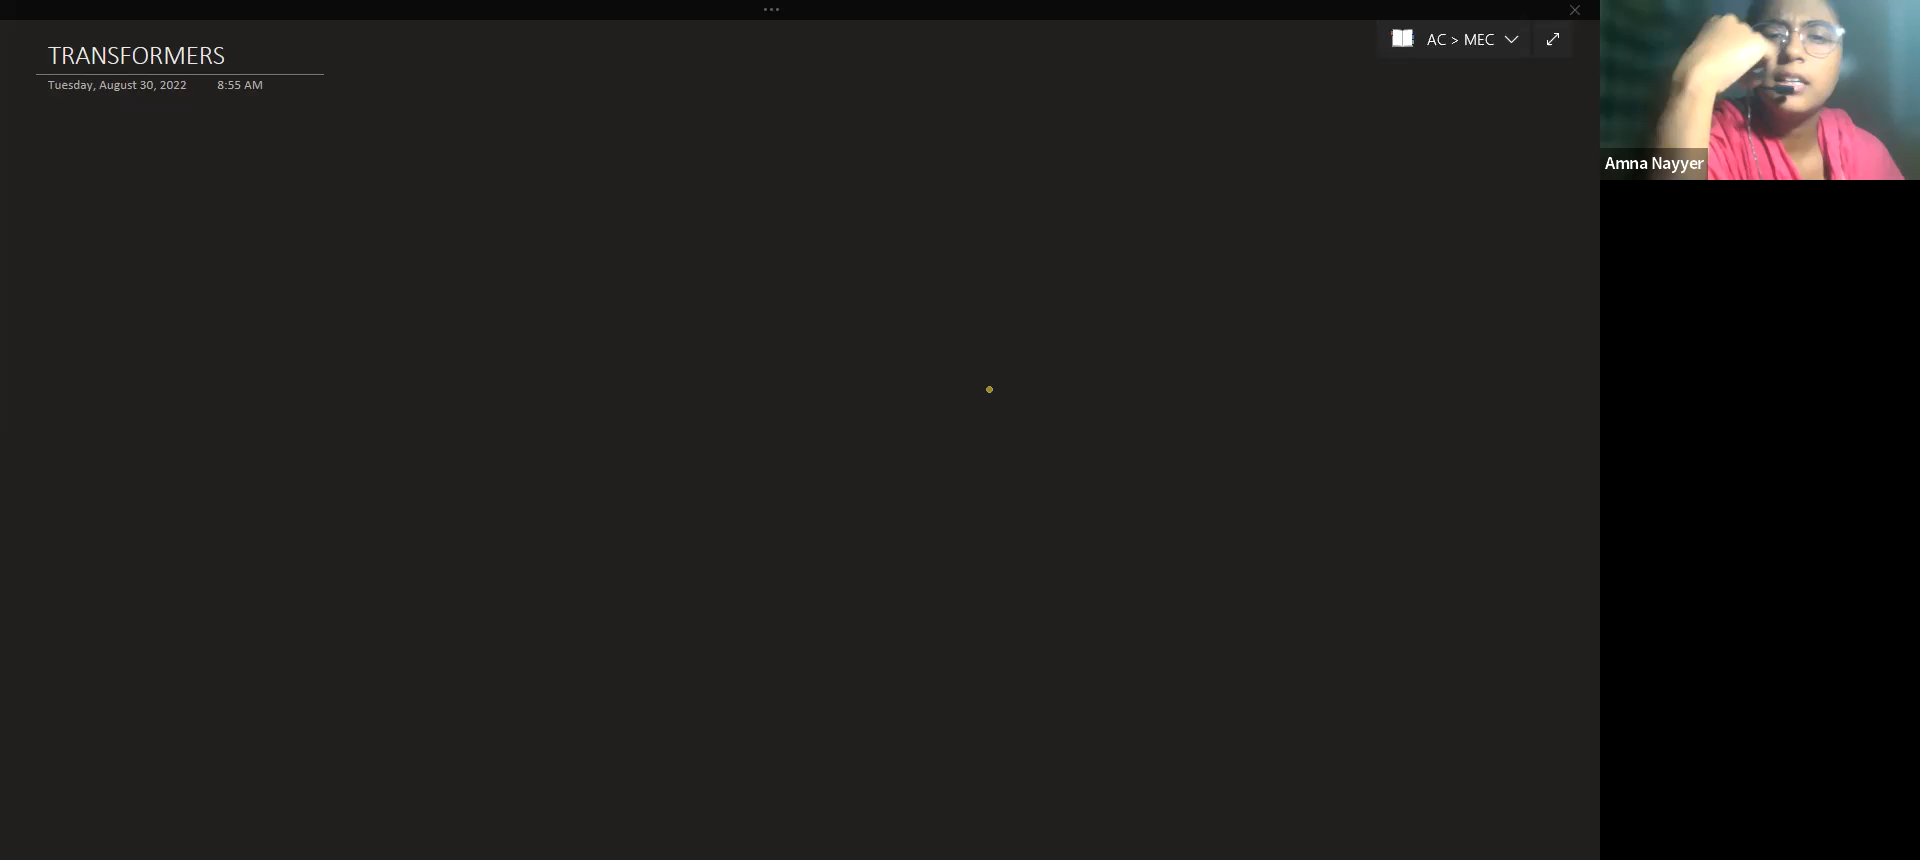 TRANSFORMERS
Tuesday, August 30, 2022 8:55 AM
AC > MEC
Amna Nayyer